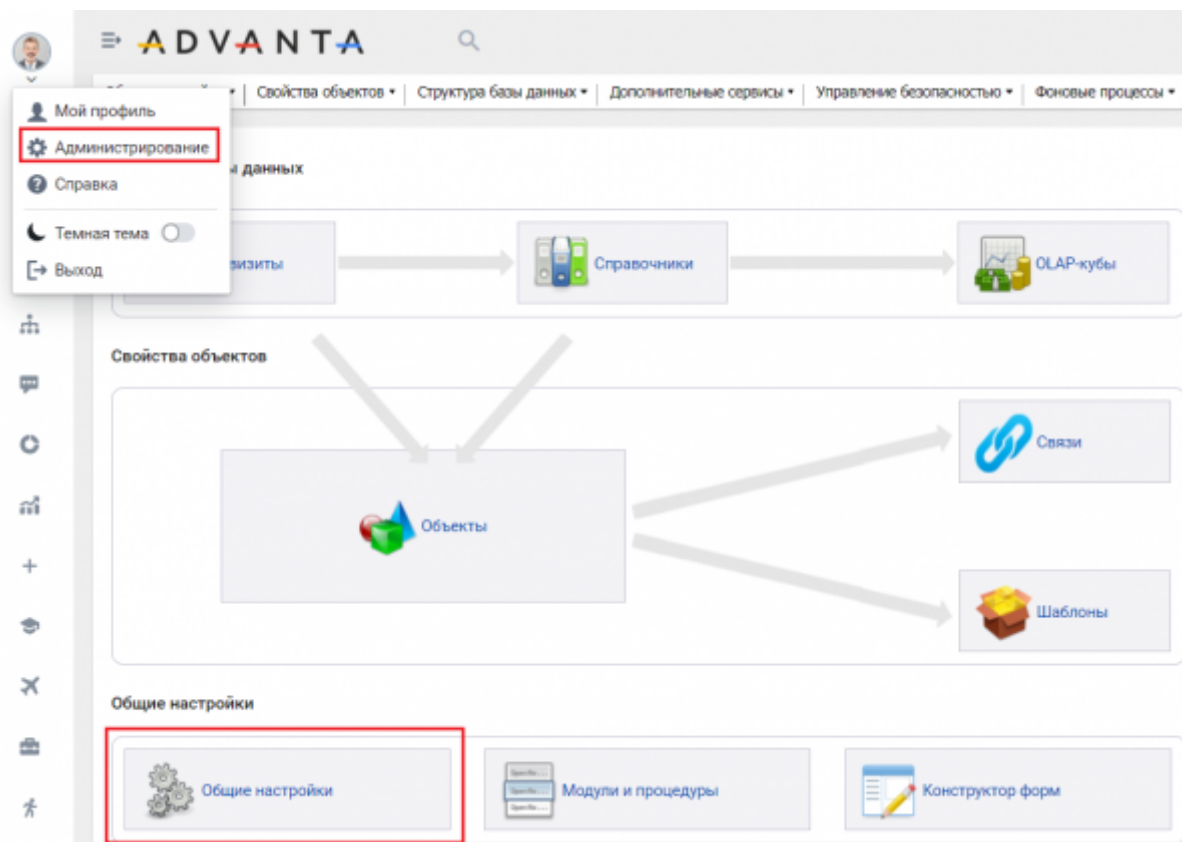 ADVANTA
Свойства объектов
Структура базы данных
Дополнительные сервисы
Управление безопасностью
Фоновые процессы
Мой профиль
Администрирование
Справка
Темная тема
Выход
данных
Справочники
OLAP-кубы
Свойства объектов
Связи
Объекты
Шаблоны
Общие настройки
Общие настройки
Модули и процедуры
Конструктор форм